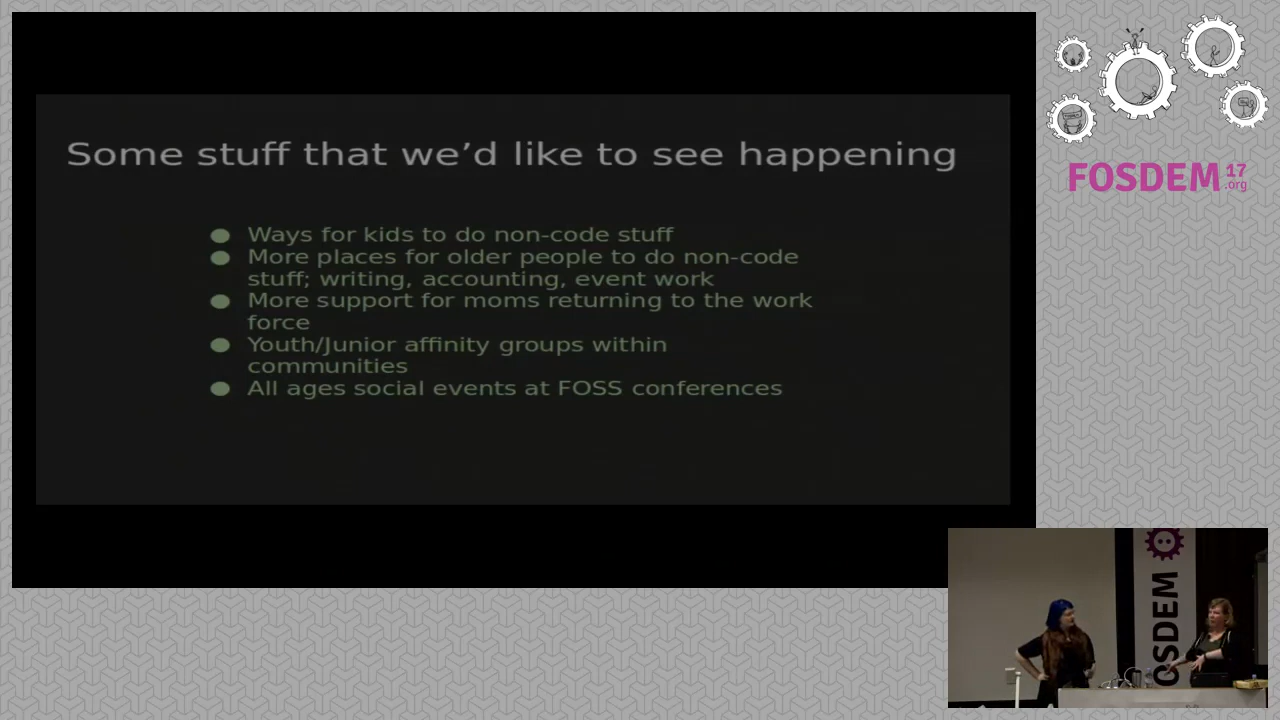 Some stuff that we’d like to see happening
● Ways for kids to do non-code stuff
● More places for older people to do non-code
stuff; writing, accounting, event work
● More support for moms returning to the work
force
● Youth/Junior affinity groups within
communities
● All ages social events at FOSS conferences
FOSDEM 17
.org
OSDEM